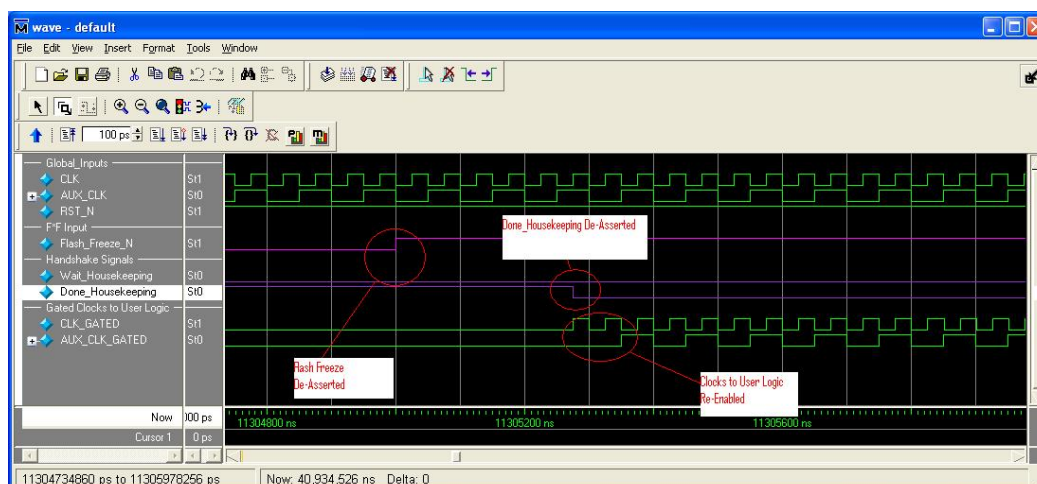 wave - default
File Edit View Insert Format Tools Window
100 ps
Global_Inputs
CLK St1
AUX_CLK St0
RST_N St1
F*F Input
Flash_Freeze_N St1
Handshake Signals
Wait_Housekeeping St0
Done_Housekeeping St0
Gated Clocks to User Logic
CLK_GATED St1
AUX_CLK_GATED St0
Done_Housekeeping De-Asserted
Flash Freeze
De-Asserted
Clocks to User Logic
Re-Enabled
Now 000 ps
11304800 ns 11305200 ns 11305600 ns
Cursor 1 0 ps
11304734860 ps to 11305978256 ps Now: 40,934,526 ns Delta: 0